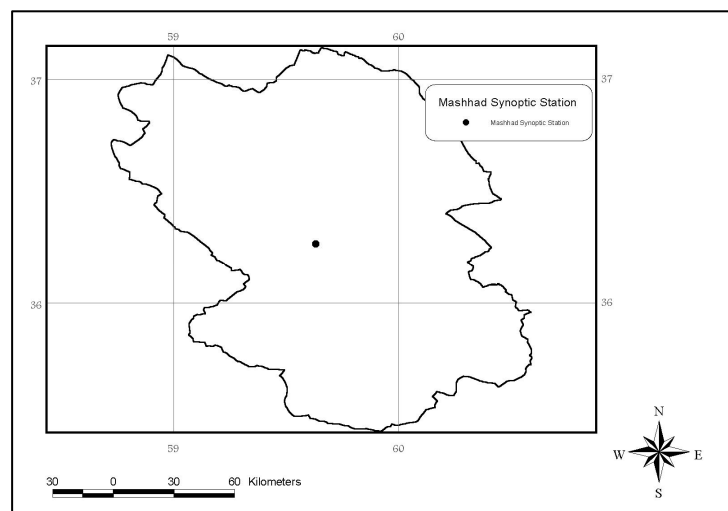 59 60
37 37
Mashhad Synoptic Station
Mashhad Synoptic Station
36 36
59 60
N
W E
S
30 0 30 60 Kilometers